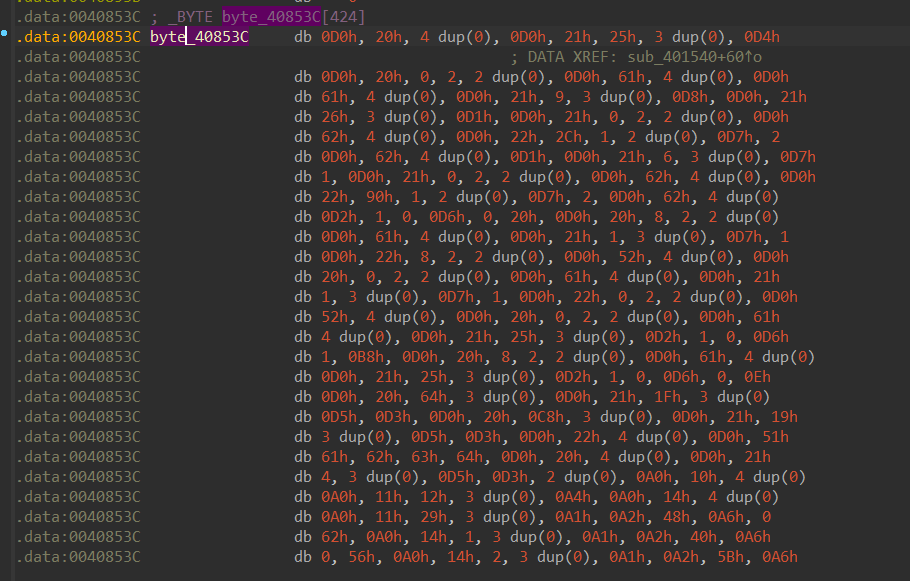 .data:0040853C ; _BYTE byte_40853C[424]
.data:0040853C byte_40853C     db 0D0h, 20h, 4 dup(0), 0D0h, 21h, 25h, 3 dup(0), 0D4h
.data:0040853C                 ; DATA XREF: sub_401540+60↑o
.data:0040853C                 db 0D0h, 20h, 0, 2, 2 dup(0), 0D0h, 61h, 4 dup(0), 0D0h
.data:0040853C                 db 61h, 4 dup(0), 0D0h, 21h, 9, 3 dup(0), 0D8h, 0D0h, 21h
.data:0040853C                 db 26h, 3 dup(0), 0D1h, 0D0h, 21h, 0, 2, 2 dup(0), 0D0h
.data:0040853C                 db 62h, 4 dup(0), 0D0h, 22h, 2Ch, 1, 2 dup(0), 0D7h, 2
.data:0040853C                 db 0D0h, 62h, 4 dup(0), 0D1h, 0D0h, 21h, 6, 3 dup(0), 0D7h
.data:0040853C                 db 1, 0D0h, 21h, 0, 2, 2 dup(0), 0D0h, 62h, 4 dup(0), 0D0h
.data:0040853C                 db 22h, 90h, 1, 2 dup(0), 0D7h, 2, 0D0h, 62h, 4 dup(0)
.data:0040853C                 db 0D2h, 1, 0, 0D6h, 0, 20h, 0D0h, 20h, 8, 2, 2 dup(0)
.data:0040853C                 db 0D0h, 61h, 4 dup(0), 0D0h, 21h, 1, 3 dup(0), 0D7h, 1
.data:0040853C                 db 0D0h, 22h, 8, 2, 2 dup(0), 0D0h, 52h, 4 dup(0), 0D0h
.data:0040853C                 db 20h, 0, 2, 2 dup(0), 0D0h, 61h, 4 dup(0), 0D0h, 21h
.data:0040853C                 db 1, 3 dup(0), 0D7h, 1, 0D0h, 22h, 0, 2, 2 dup(0), 0D0h
.data:0040853C                 db 52h, 4 dup(0), 0D0h, 20h, 0, 2, 2 dup(0), 0D0h, 61h
.data:0040853C                 db 4 dup(0), 0D0h, 21h, 25h, 3 dup(0), 0D2h, 1, 0, 0D6h
.data:0040853C                 db 1, 0B8h, 0D0h, 20h, 8, 2, 2 dup(0), 0D0h, 61h, 4 dup(0)
.data:0040853C                 db 0D0h, 21h, 25h, 3 dup(0), 0D2h, 1, 0, 0D6h, 0, 0Eh
.data:0040853C                 db 0D0h, 20h, 64h, 3 dup(0), 0D0h, 21h, 1Fh, 3 dup(0)
.data:0040853C                 db 0D5h, 0D3h, 0D0h, 20h, 0C8h, 3 dup(0), 0D0h, 21h, 19h
.data:0040853C                 db 3 dup(0), 0D5h, 0D3h, 0D0h, 22h, 4 dup(0), 0D0h, 51h
.data:0040853C                 db 61h, 62h, 63h, 64h, 0D0h, 20h, 4 dup(0), 0D0h, 21h
.data:0040853C                 db 4, 3 dup(0), 0D5h, 0D3h, 2 dup(0), 0A0h, 10h, 4 dup(0)
.data:0040853C                 db 0A0h, 11h, 12h, 3 dup(0), 0A4h, 0A0h, 14h, 4 dup(0)
.data:0040853C                 db 0A0h, 11h, 29h, 3 dup(0), 0A1h, 0A2h, 48h, 0A6h, 0
.data:0040853C                 db 62h, 0A0h, 14h, 1, 3 dup(0), 0A1h, 0A2h, 40h, 0A6h
.data:0040853C                 db 0, 56h, 0A0h, 14h, 2, 3 dup(0), 0A1h, 0A2h, 5Bh, 0A6h